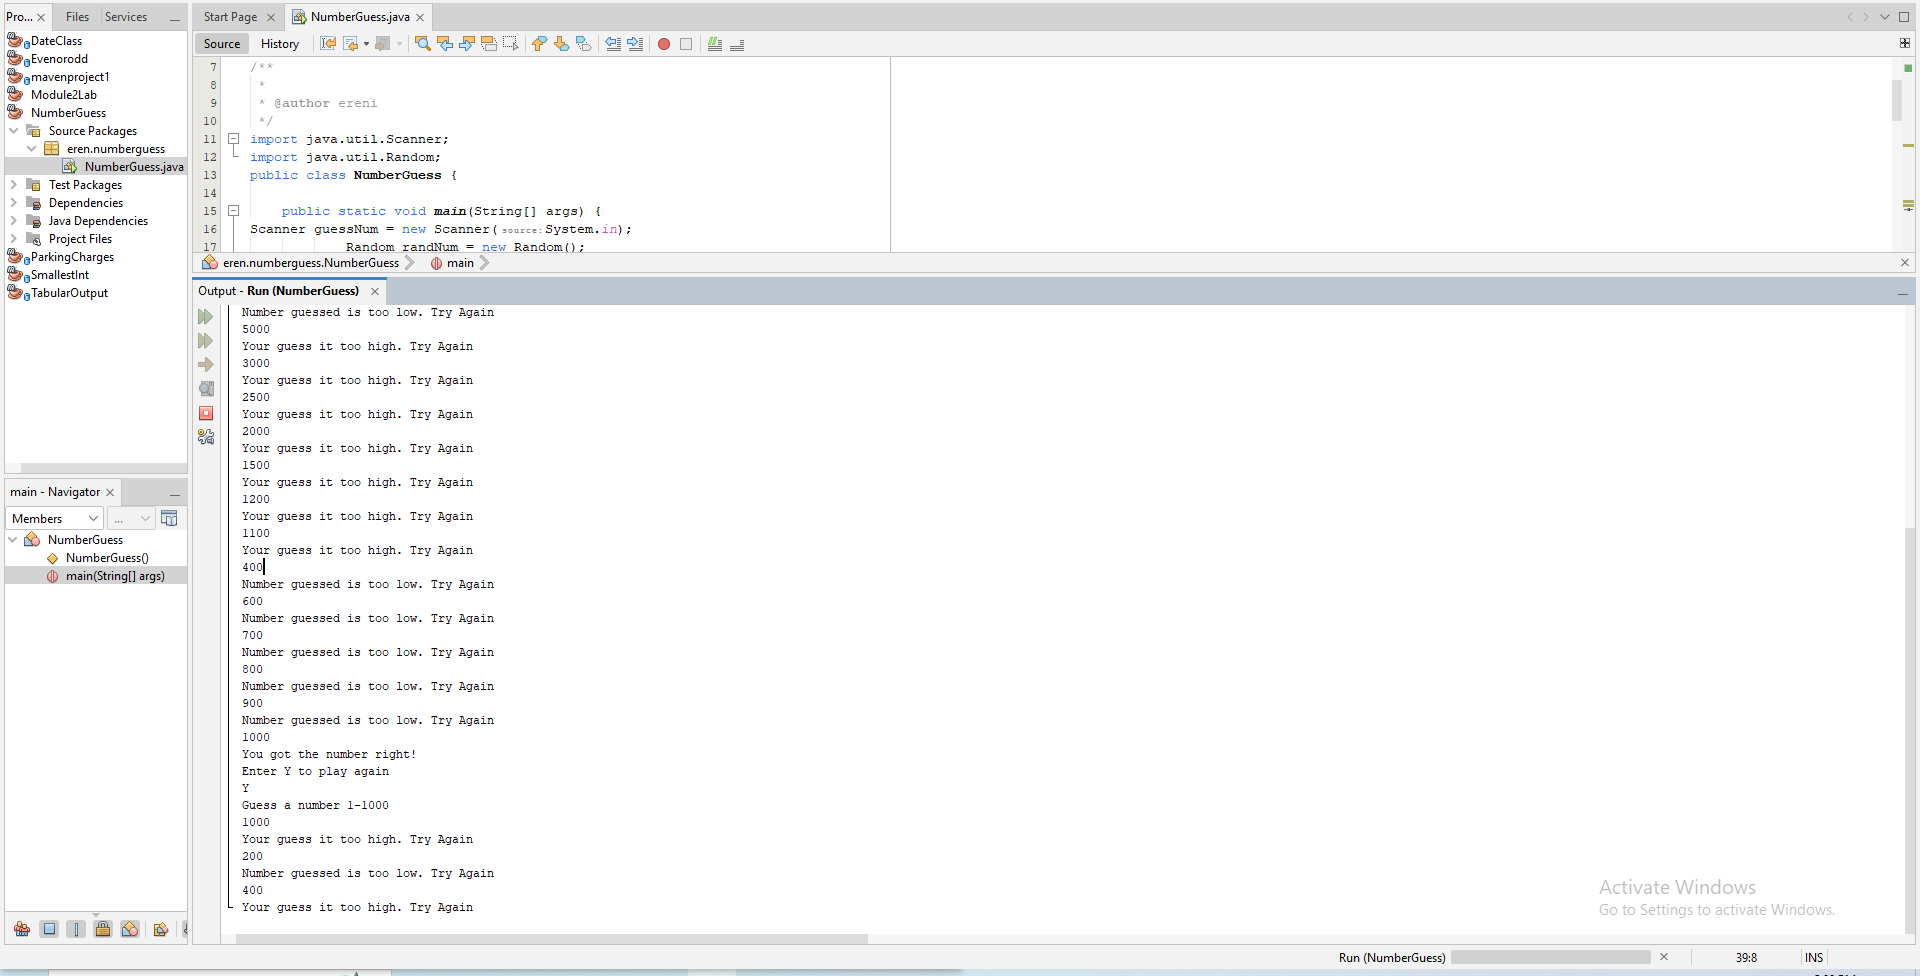 Pro...
Files
Services
DateClass
Evenorodd
mavenproject1
Module2Lab
NumberGuess
Source Packages
eren.numberguess
NumberGuess.java
Test Packages
Dependencies
Java Dependencies
Project Files
ParkingCharges
SmallestInt
TabularOutput
main - Navigator
Members
...
NumberGuess
NumberGuess()
main(String[] args)
Start Page
NumberGuess.java
Source
History
7 /**
8 *
9 * @author ereni
10 */
11 import java.util.Scanner;
12 import java.util.Random;
13 public class NumberGuess {
14
15 public static void main(String[] args) {
16 Scanner guessNum = new Scanner( source: System.in);
17 Random randNum = new Random();
eren.numberguess.NumberGuess
main
Output - Run (NumberGuess)
Number guessed is too low. Try Again
5000
Your guess it too high. Try Again
3000
Your guess it too high. Try Again
2500
Your guess it too high. Try Again
2000
Your guess it too high. Try Again
1500
Your guess it too high. Try Again
1200
Your guess it too high. Try Again
1100
Your guess it too high. Try Again
400
Number guessed is too low. Try Again
600
Number guessed is too low. Try Again
700
Number guessed is too low. Try Again
800
Number guessed is too low. Try Again
900
Number guessed is too low. Try Again
1000
You got the number right!
Enter Y to play again
Y
Guess a number 1-1000
1000
Your guess it too high. Try Again
200
Number guessed is too low. Try Again
400
Your guess it too high. Try Again
Activate Windows
Go to Settings to activate Windows.
Run (NumberGuess)
39:8
INS